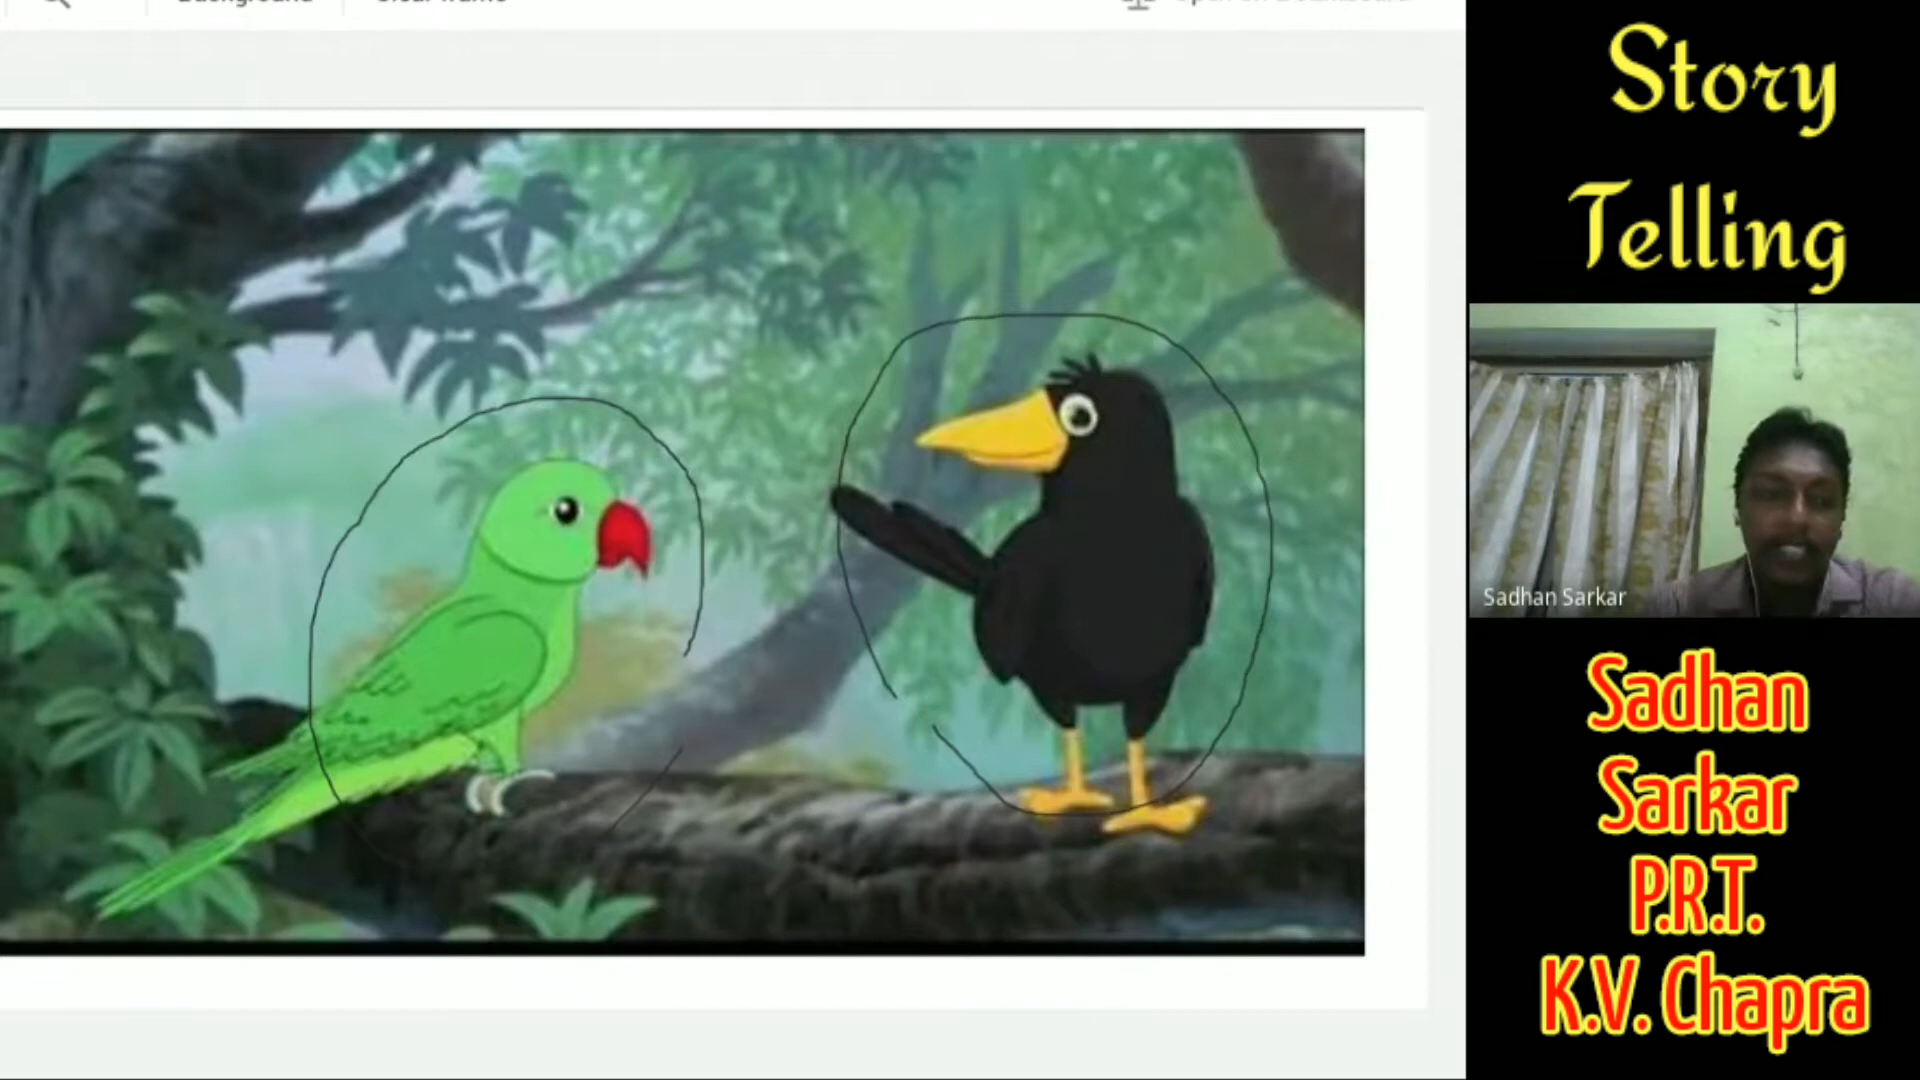 Story
Telling
Sadhan Sarkar
Sadhan
Sarkar
P.R.T.
K.V. Chapra